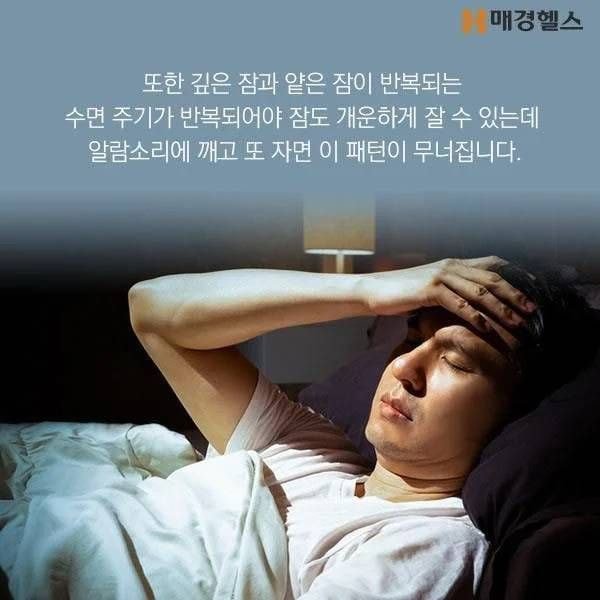 매경헬스
또한 깊은 잠과 얕은 잠이 반복되는
수면 주기가 반복되어야 잠도 개운하게 잘 수 있는데
알람소리에 깨고 또 자면 이 패턴이 무너집니다.